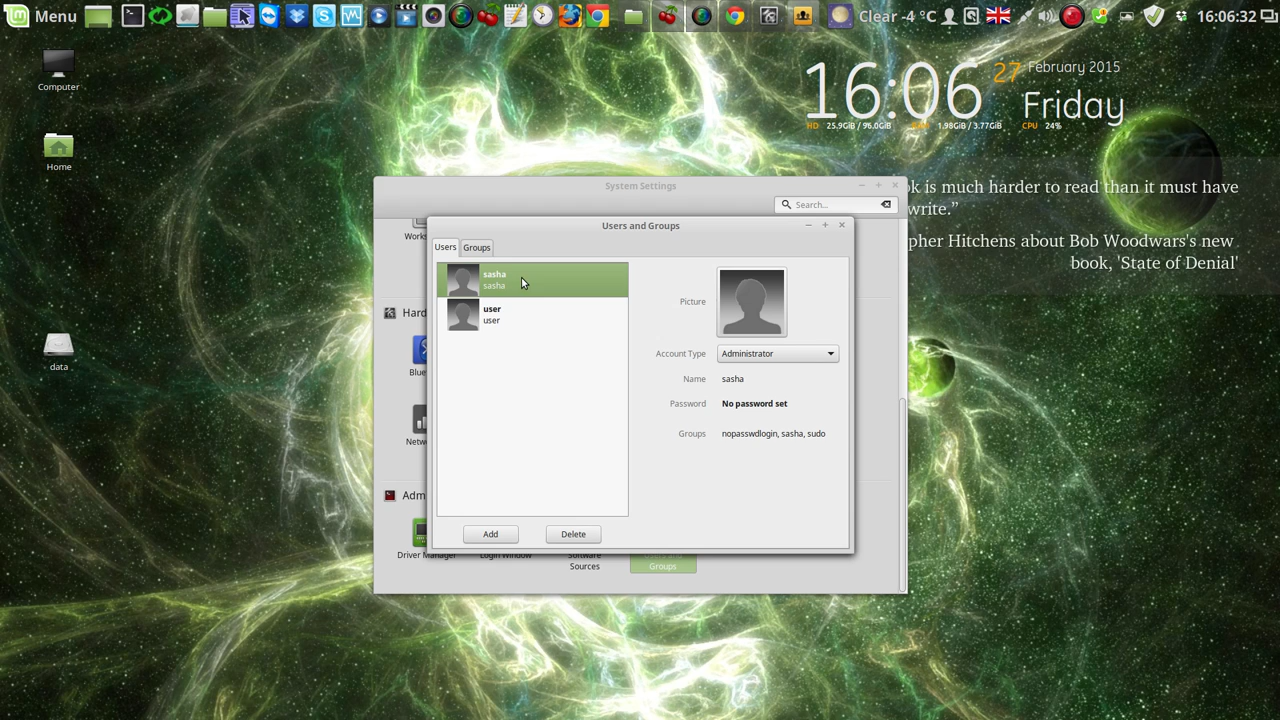 Menu
Clear -4 °C
16:06:32
Computer
Home
data
16:06
27
February 2015
Friday
HD 25.9GiB / 96.0GiB
1.98GiB / 3.77GiB
CPU 24%
ok is much harder to read than it must have
write.”
pher Hitchens about Bob Woodwars's new
book, 'State of Denial'
System Settings
Search...
Works
Hard
Blue
Netw
Adm
Driver Manager
Login Window
Software
Sources
Users and
Groups
Users and Groups
Users
Groups
sasha
sasha
user
user
Picture
Account Type
Administrator
Name
sasha
Password
No password set
Groups
nopasswdlogin, sasha, sudo
Add
Delete